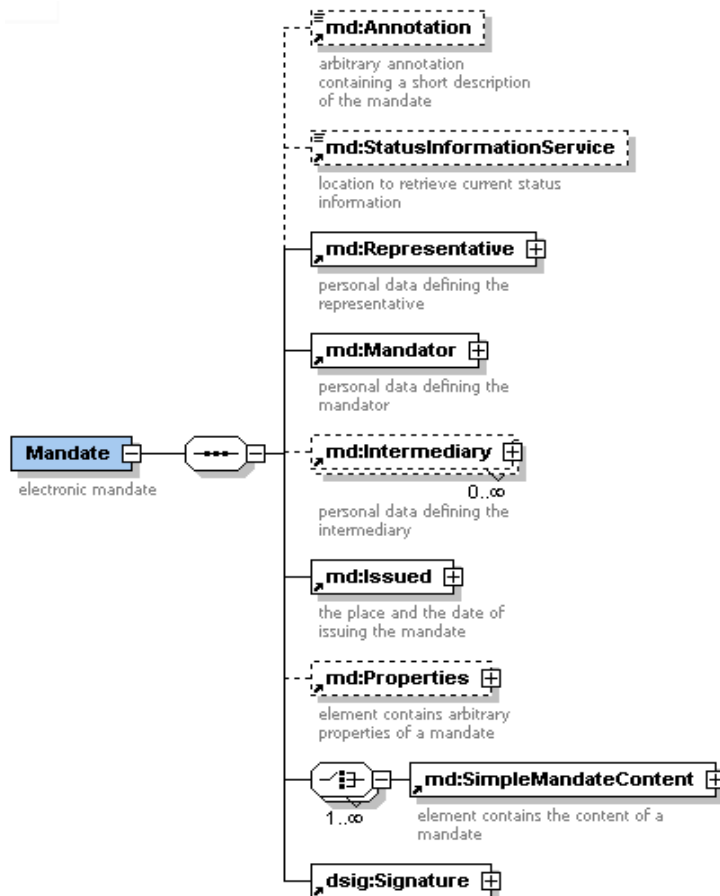 md:Annotation
arbitrary annotation
containing a short description
of the mandate
md:StatusInformationService
location to retrieve current status
information
md:Representative
personal data defining the
representative
md:Mandator
personal data defining the
mandator
Mandate
electronic mandate
md:Intermediary
0..∞
personal data defining the
intermediary
md:Issued
the place and the date of
issuing the mandate
md:Properties
element contains arbitrary
properties of a mandate
md:SimpleMandateContent
1..∞
element contains the content of a
mandate
dsig:Signature